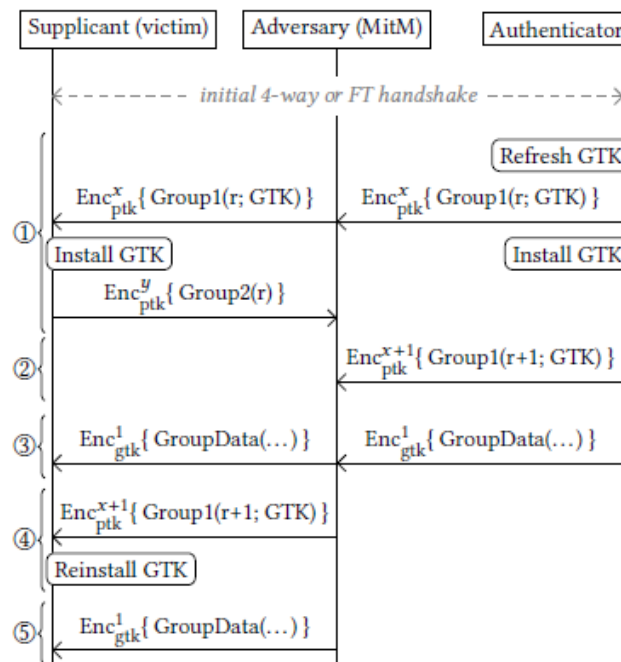 Supplicant (victim) Adversary (MitM) Authenticator
initial 4-way or FT handshake
Refresh GTK
Enc^x_ptk{ Group1(r; GTK) } Enc^x_ptk{ Group1(r; GTK) }
①
Install GTK Install GTK
Enc^y_ptk{ Group2(r) }
② Enc^{x+1}_ptk{ Group1(r+1; GTK) }
③ Enc^1_gtk{ GroupData(...) } Enc^1_gtk{ GroupData(...) }
Enc^{x+1}_ptk{ Group1(r+1; GTK) }
④
Reinstall GTK
⑤ Enc^1_gtk{ GroupData(...) }